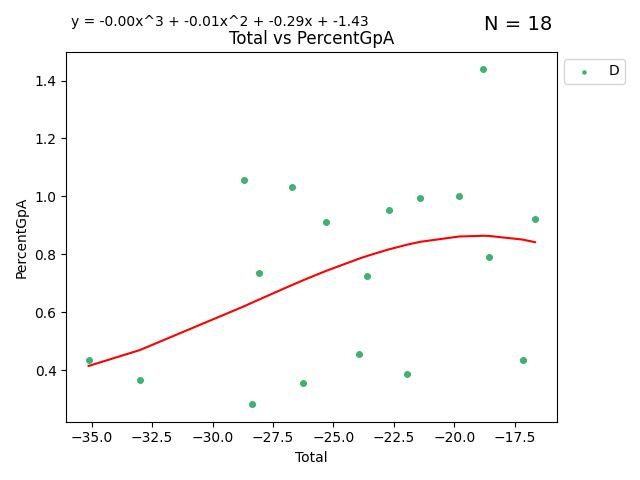 y = -0.00x^3 + -0.01x^2 + -0.29x + -1.43
N = 18
Total vs PercentGpA
D
1.4
1.2
1.0
0.8
0.6
0.4
PercentGpA
−35.0 −32.5 −30.0 −27.5 −25.0 −22.5 −20.0 −17.5
Total